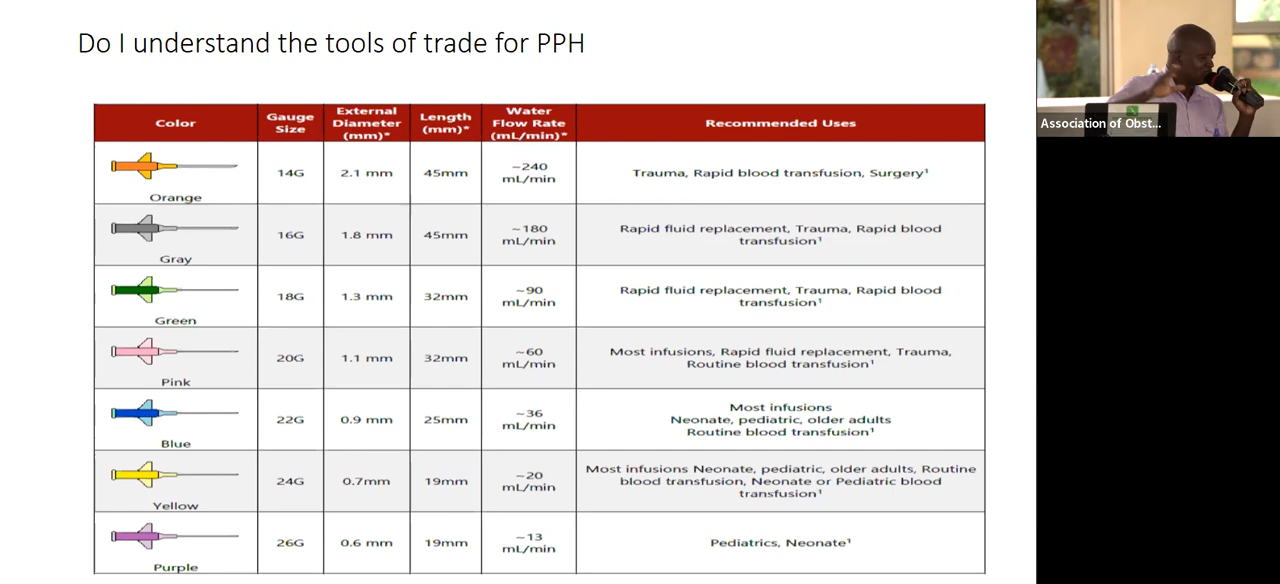 Do I understand the tools of trade for PPH
Color
Gauge
Size
External
Diameter
(mm)*
Length
(mm)*
Water
Flow Rate
(mL/min)*
Recommended Uses
Orange
14G
2.1 mm
45mm
~240
mL/min
Trauma, Rapid blood transfusion, Surgery¹
Gray
16G
1.8 mm
45mm
~180
mL/min
Rapid fluid replacement, Trauma, Rapid blood
transfusion¹
Green
18G
1.3 mm
32mm
~90
mL/min
Rapid fluid replacement, Trauma, Rapid blood
transfusion¹
Pink
20G
1.1 mm
32mm
~60
mL/min
Most infusions, Rapid fluid replacement, Trauma,
Routine blood transfusion¹
Blue
22G
0.9 mm
25mm
~36
mL/min
Most infusions
Neonate, pediatric, older adults
Routine blood transfusion¹
Yellow
24G
0.7mm
19mm
~20
mL/min
Most infusions Neonate, pediatric, older adults, Routine
blood transfusion, Neonate or Pediatric blood
transfusion¹
Purple
26G
0.6 mm
19mm
~13
mL/min
Pediatrics, Neonate¹
Association of Obst...